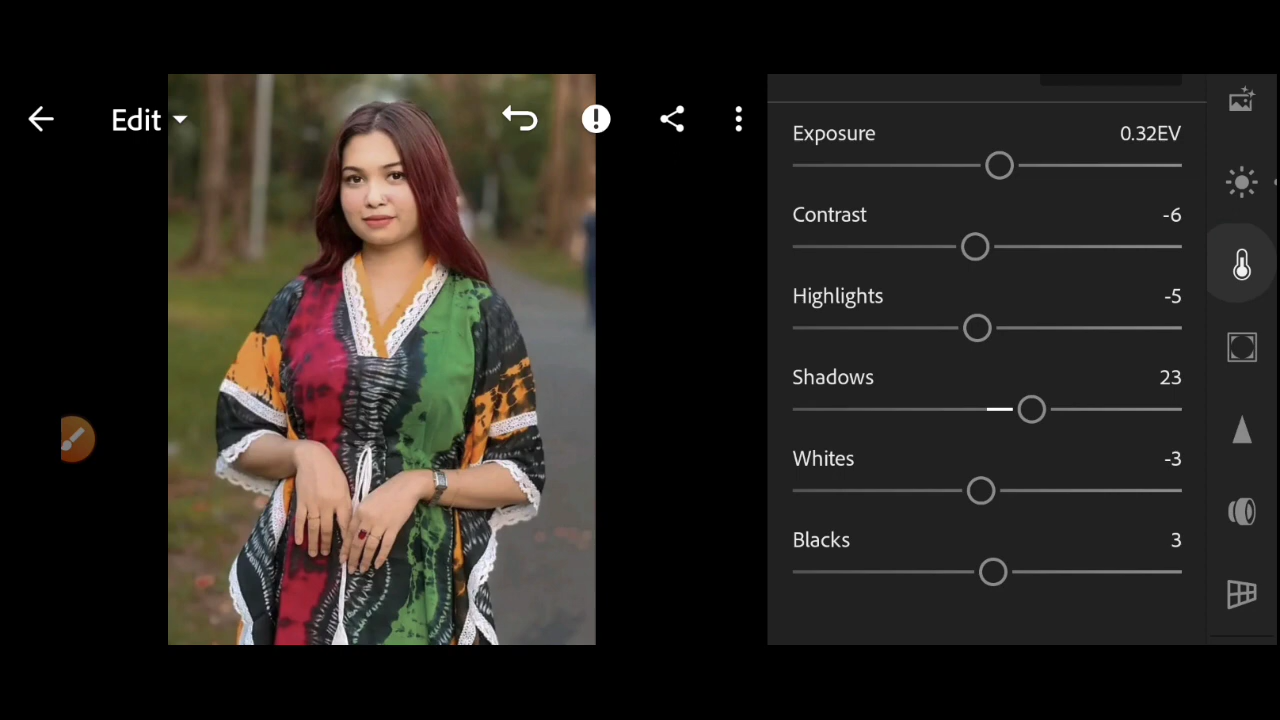 Edit
Exposure 0.32EV
Contrast -6
Highlights -5
Shadows 23
Whites -3
Blacks 3